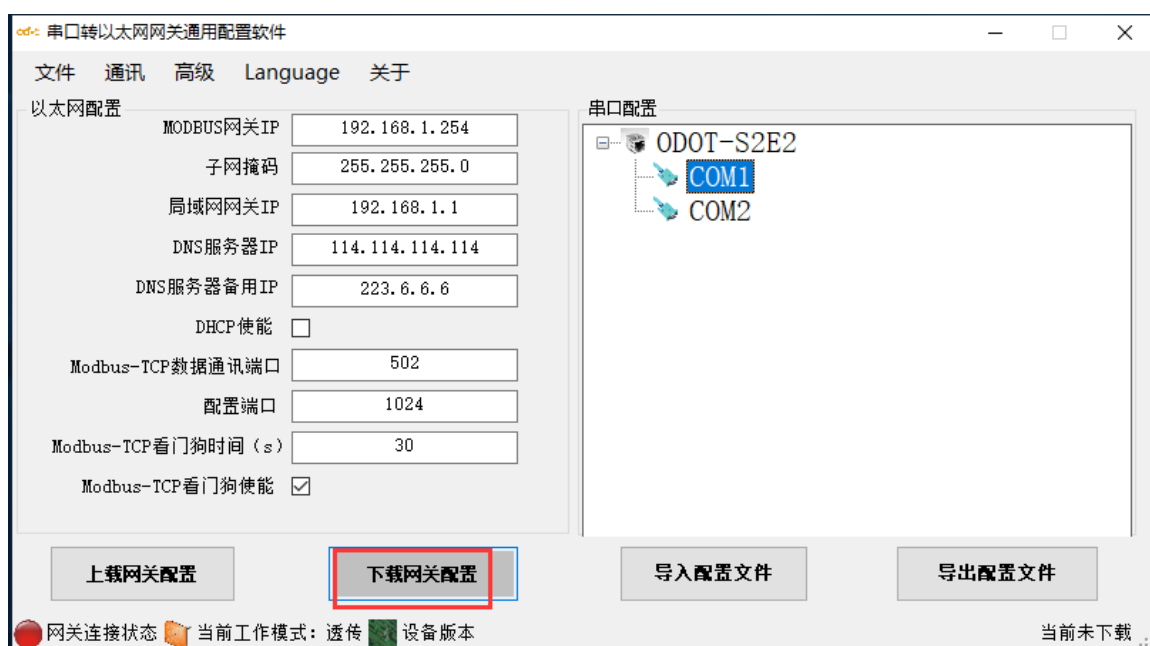 串口转以太网网关通用配置软件
文件 通讯 高级 Language 关于
以太网配置
MODBUS网关IP 192.168.1.254
子网掩码 255.255.255.0
局域网网关IP 192.168.1.1
DNS服务器IP 114.114.114.114
DNS服务器备用IP 223.6.6.6
DHCP使能
Modbus-TCP数据通讯端口 502
配置端口 1024
Modbus-TCP看门狗时间（s） 30
Modbus-TCP看门狗使能
串口配置
ODOT-S2E2
COM1
COM2
上载网关配置 下载网关配置 导入配置文件 导出配置文件
网关连接状态 当前工作模式：透传 设备版本 当前未下载